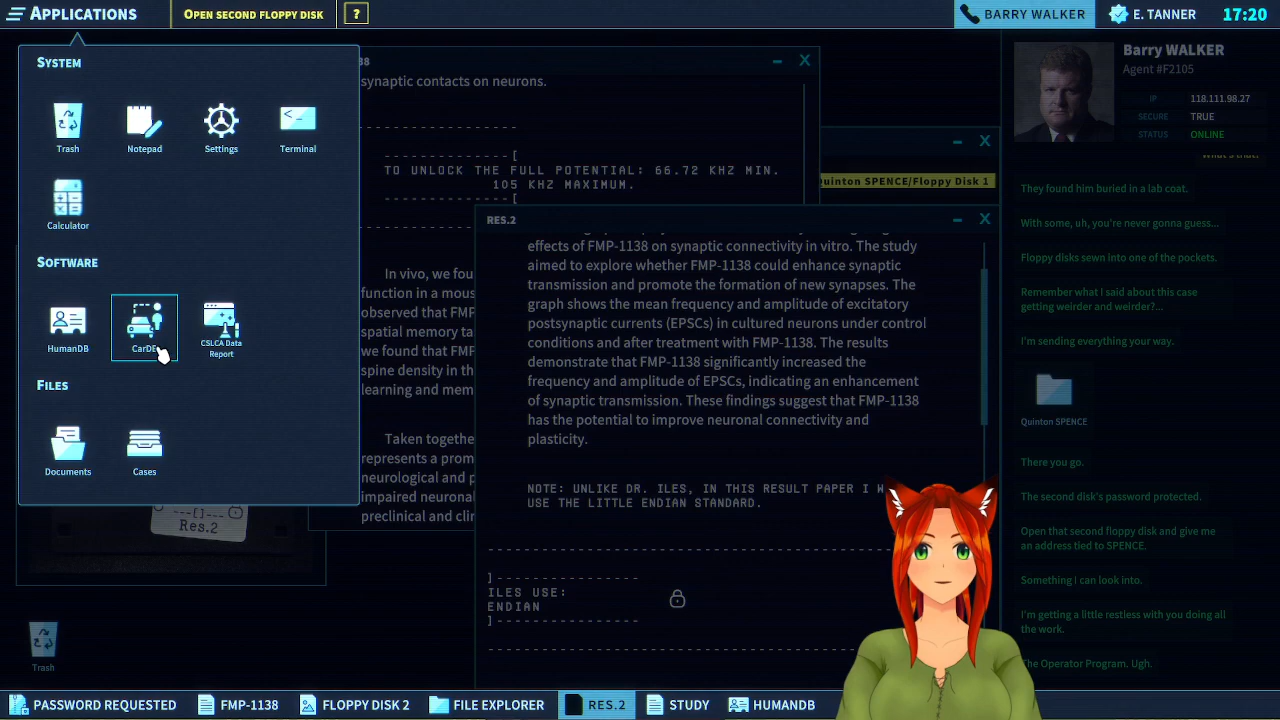 APPLICATIONS
OPEN SECOND FLOPPY DISK
?
BARRY WALKER
E. TANNER
17:20
SYSTEM
Trash
Notepad
Settings
Terminal
Calculator
SOFTWARE
HumanDB
CSLCA Data
Report
FILES
Documents
Cases
38
synaptic contacts on neurons.
- - - - - - - - - - - - - - - - -
- - - - - - - - - - - - - - [
TO UNLOCK THE FULL POTENTIAL: 66.72 KHZ MIN.
105 KHZ MAXIMUM.
- - - - - - - - - - - - - - [
In vivo, we fou
function in a mous
observed that FMP
spatial memory ta
we found that FMP
spine density in th
learning and mem
Taken togethe
represents a prom
neurological and p
impaired neuronal
preclinical and clin
Quinton SPENCE/Floppy Disk 1
RES.2
effects of FMP-1138 on synaptic connectivity in vitro. The study
aimed to explore whether FMP-1138 could enhance synaptic
transmission and promote the formation of new synapses. The
graph shows the mean frequency and amplitude of excitatory
postsynaptic currents (EPSCs) in cultured neurons under control
conditions and after treatment with FMP-1138. The results
demonstrate that FMP-1138 significantly increased the
frequency and amplitude of EPSCs, indicating an enhancement
of synaptic transmission. These findings suggest that FMP-1138
has the potential to improve neuronal connectivity and
plasticity.
NOTE: UNLIKE DR. ILES, IN THIS RESULT PAPER I W
USE THE LITTLE ENDIAN STANDARD.
]- - - - - - - - - - - - - - - -
ILES USE:
ENDIAN
]- - - - - - - - - - - - - - - -
---[]---
Res.2
Trash
Barry WALKER
Agent #F2105
IP 118.111.98.27
SECURE TRUE
STATUS ONLINE
What's that?
They found him buried in a lab coat.
With some, uh, you're never gonna guess...
Floppy disks sewn into one of the pockets.
Remember what I said about this case
getting weirder and weirder?...
I'm sending everything your way.
Quinton SPENCE
There you go.
The second disk's password protected.
Open that second floppy disk and give me
an address tied to SPENCE.
Something I can look into.
I'm getting a little restless with you doing all
the work.
The Operator Program. Ugh.
PASSWORD REQUESTED
FMP-1138
FLOPPY DISK 2
FILE EXPLORER
RES.2
STUDY
HUMANDB